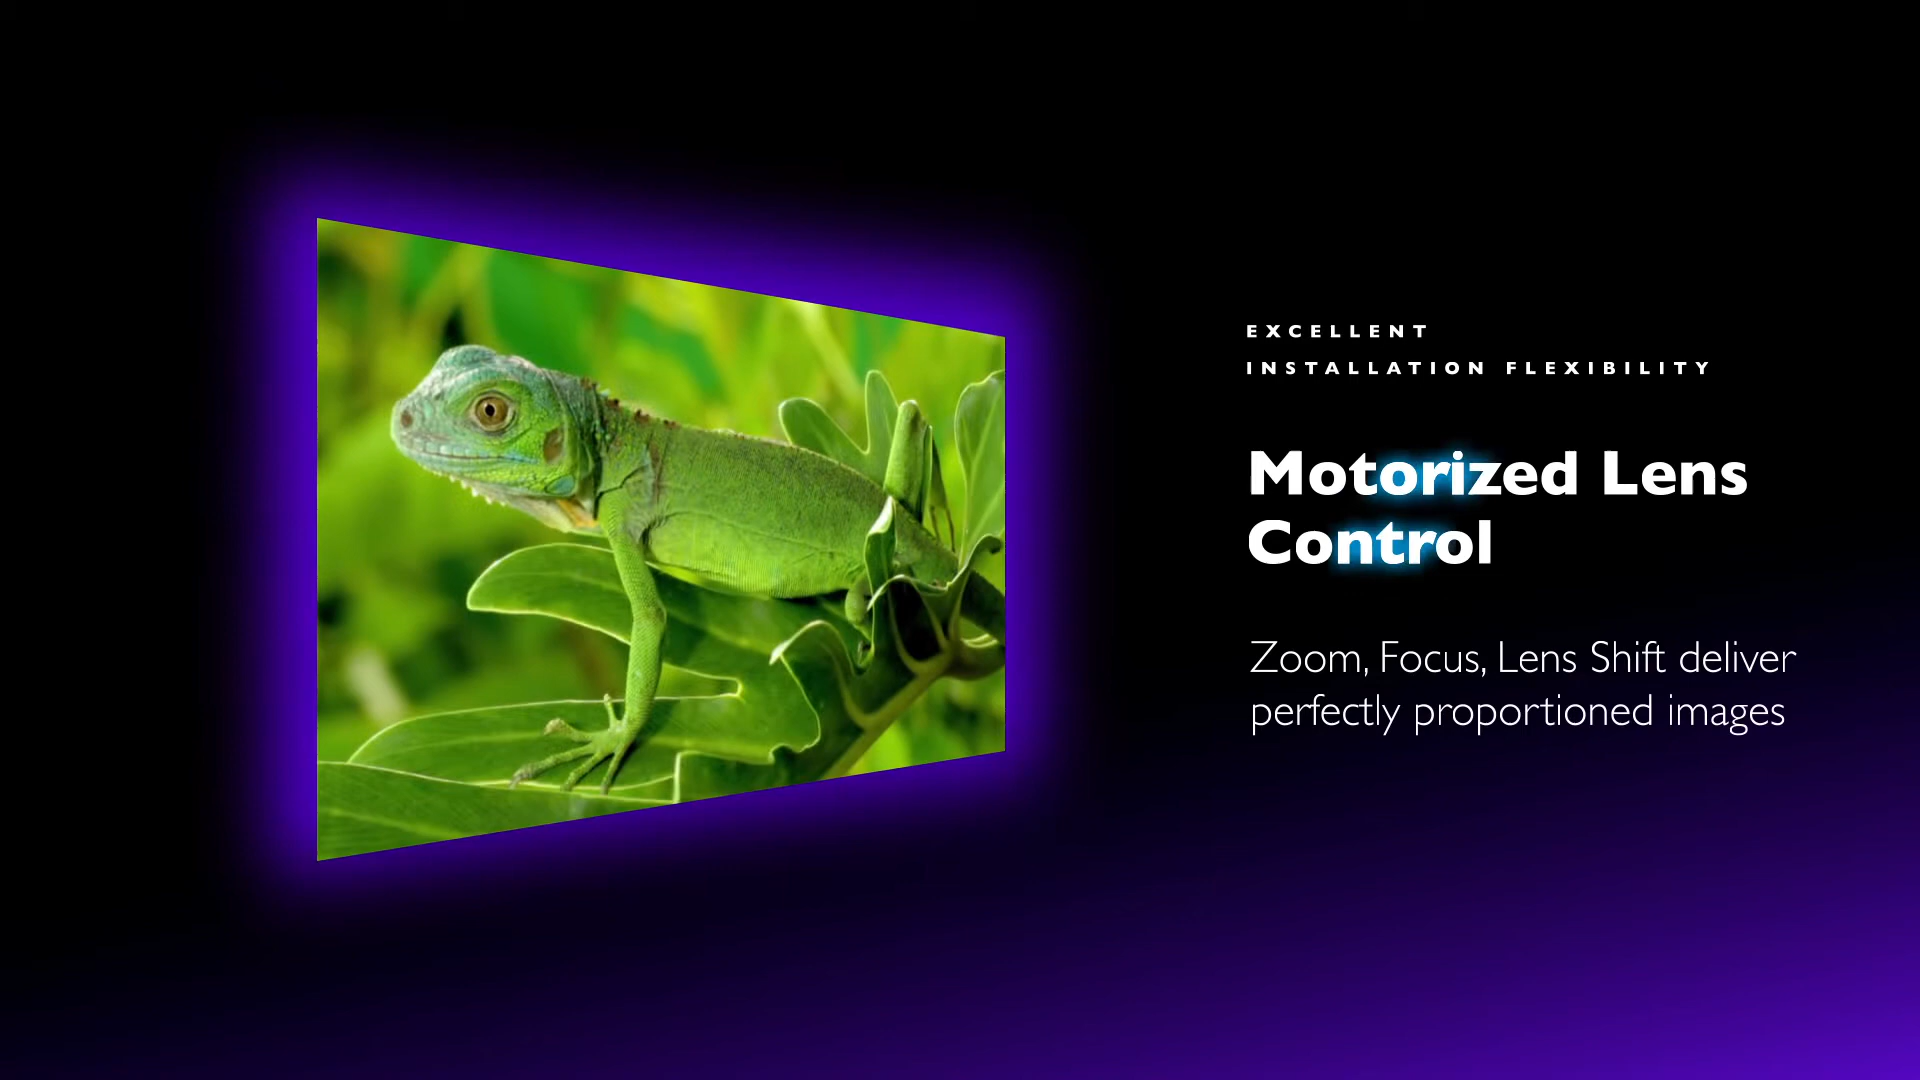 EXCELLENT
INSTALLATION FLEXIBILITY
Motorized Lens
Control
Zoom, Focus, Lens Shift deliver
perfectly proportioned images